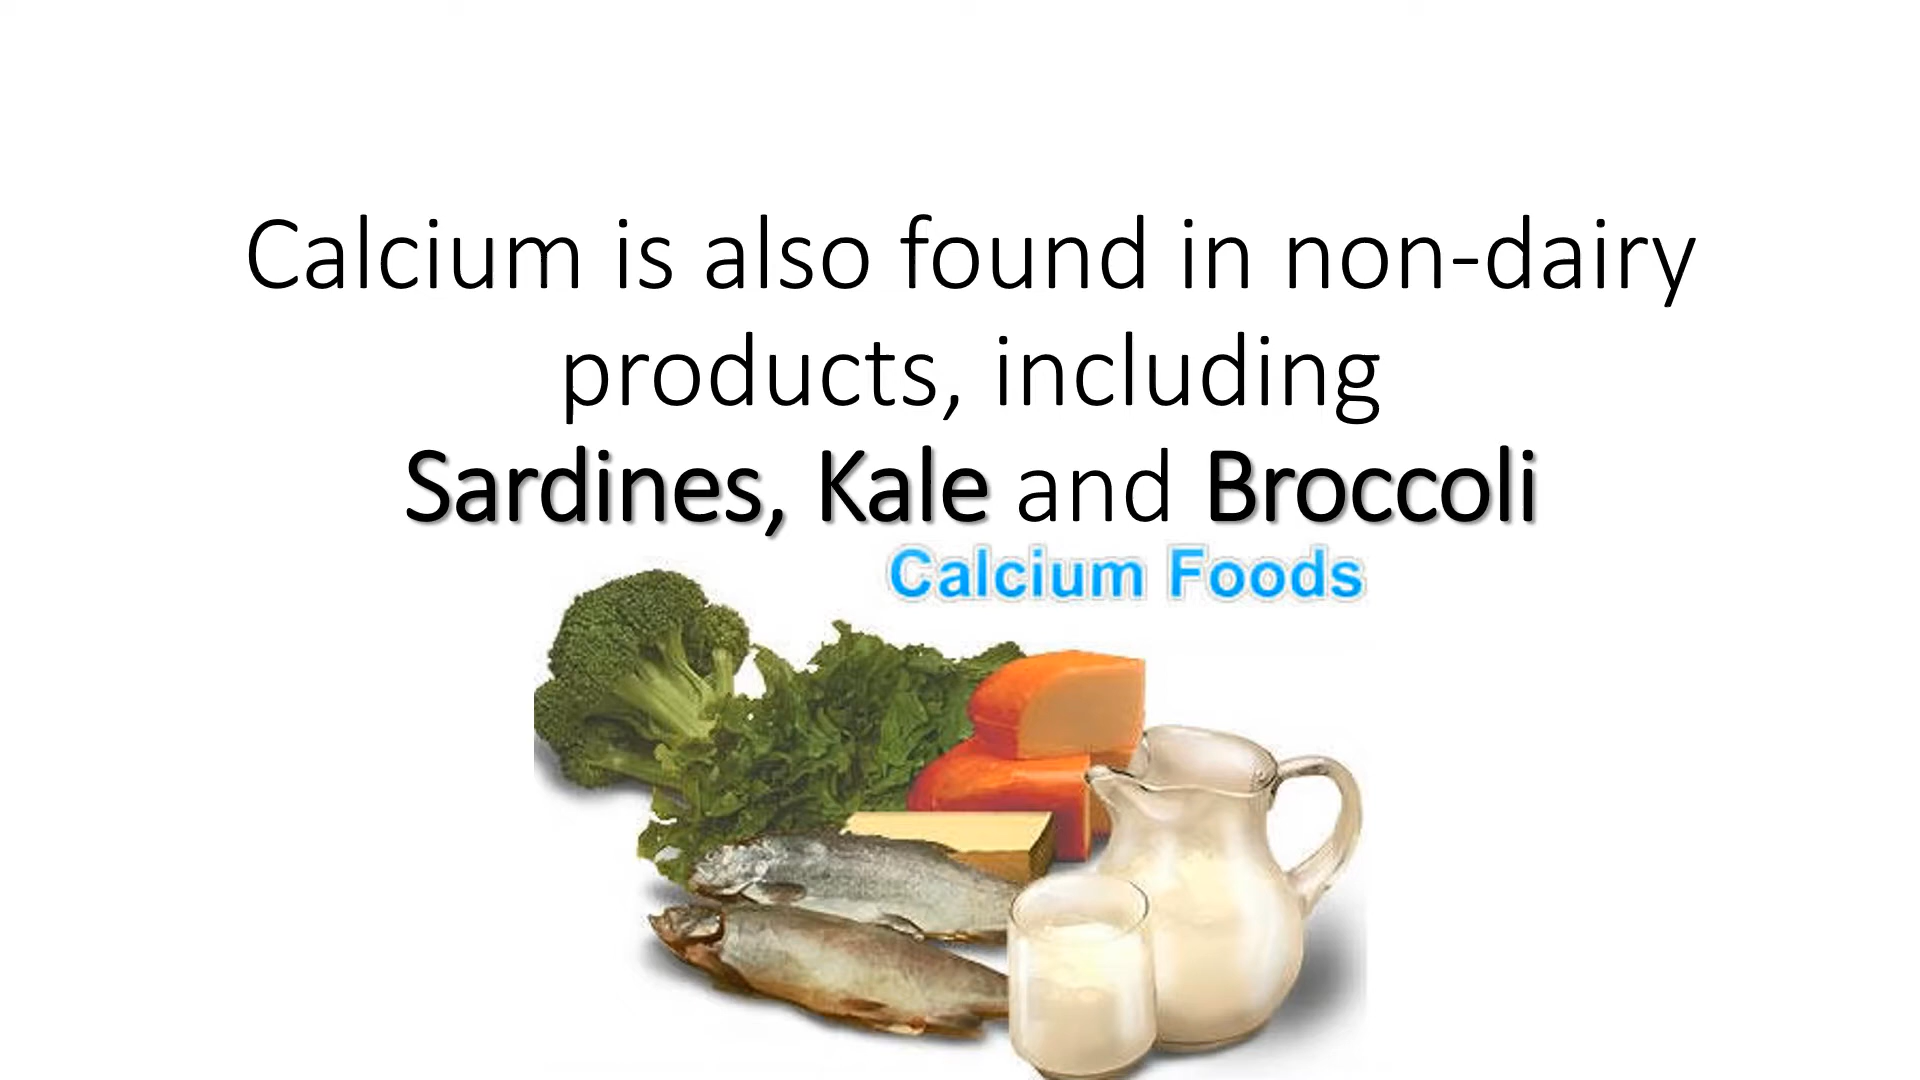 Calcium is also found in non-dairy
products, including
Sardines, Kale and Broccoli
Calcium Foods